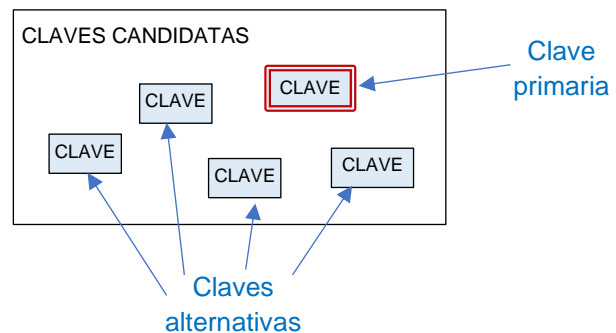 CLAVES CANDIDATAS
Clave
primaria
CLAVE
CLAVE
CLAVE
CLAVE
CLAVE
Claves
alternativas